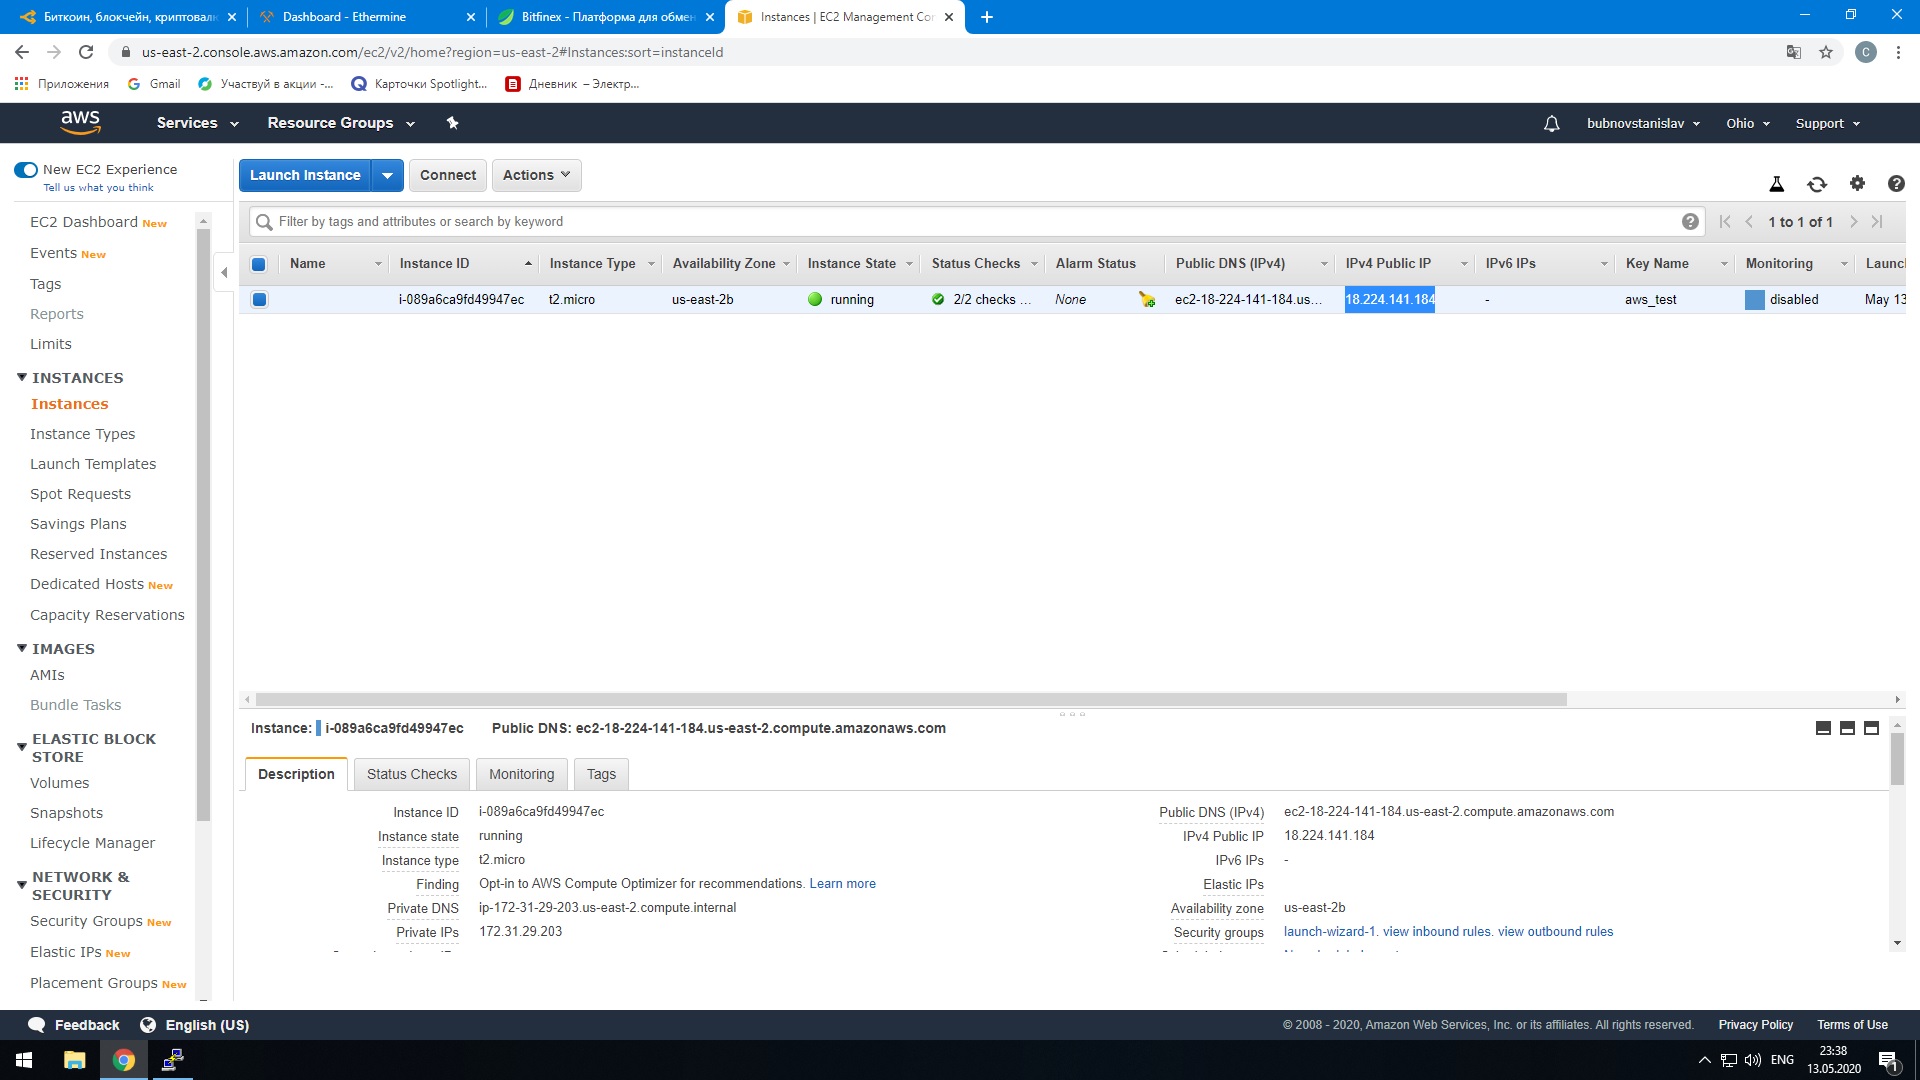 Биткоин, блокчейн, криптовалю
Dashboard - Ethermine
Bitfinex - Платформа для обмен
Instances | EC2 Management Con
us-east-2.console.aws.amazon.com/ec2/v2/home?region=us-east-2#Instances:sort=instanceId
C
Приложения
Gmail
Участвуй в акции -...
Карточки Spotlight...
Дневник – Электр...
aws
Services
Resource Groups
bubnovstanislav
Ohio
Support
New EC2 Experience
Tell us what you think
Launch Instance
Connect
Actions
EC2 Dashboard New
Events New
Tags
Reports
Limits
INSTANCES
Instances
Instance Types
Launch Templates
Spot Requests
Savings Plans
Reserved Instances
Dedicated Hosts New
Capacity Reservations
IMAGES
AMIs
Bundle Tasks
ELASTIC BLOCK
STORE
Volumes
Snapshots
Lifecycle Manager
NETWORK &
SECURITY
Security Groups New
Elastic IPs New
Placement Groups New
Filter by tags and attributes or search by keyword
1 to 1 of 1
Name Instance ID Instance Type Availability Zone Instance State Status Checks Alarm Status Public DNS (IPv4) IPv4 Public IP IPv6 IPs Key Name Monitoring Launc
i-089a6ca9fd49947ec t2.micro us-east-2b running 2/2 checks ... None ec2-18-224-141-184.us... 18.224.141.184 - aws_test disabled May 13
Instance: i-089a6ca9fd49947ec Public DNS: ec2-18-224-141-184.us-east-2.compute.amazonaws.com
Description
Status Checks
Monitoring
Tags
Instance ID i-089a6ca9fd49947ec
Instance state running
Instance type t2.micro
Finding Opt-in to AWS Compute Optimizer for recommendations. Learn more
Private DNS ip-172-31-29-203.us-east-2.compute.internal
Private IPs 172.31.29.203
Public DNS (IPv4) ec2-18-224-141-184.us-east-2.compute.amazonaws.com
IPv4 Public IP 18.224.141.184
IPv6 IPs -
Elastic IPs
Availability zone us-east-2b
Security groups launch-wizard-1. view inbound rules. view outbound rules
Feedback
English (US)
© 2008 - 2020, Amazon Web Services, Inc. or its affiliates. All rights reserved.
Privacy Policy
Terms of Use
ENG
23:38
13.05.2020
1